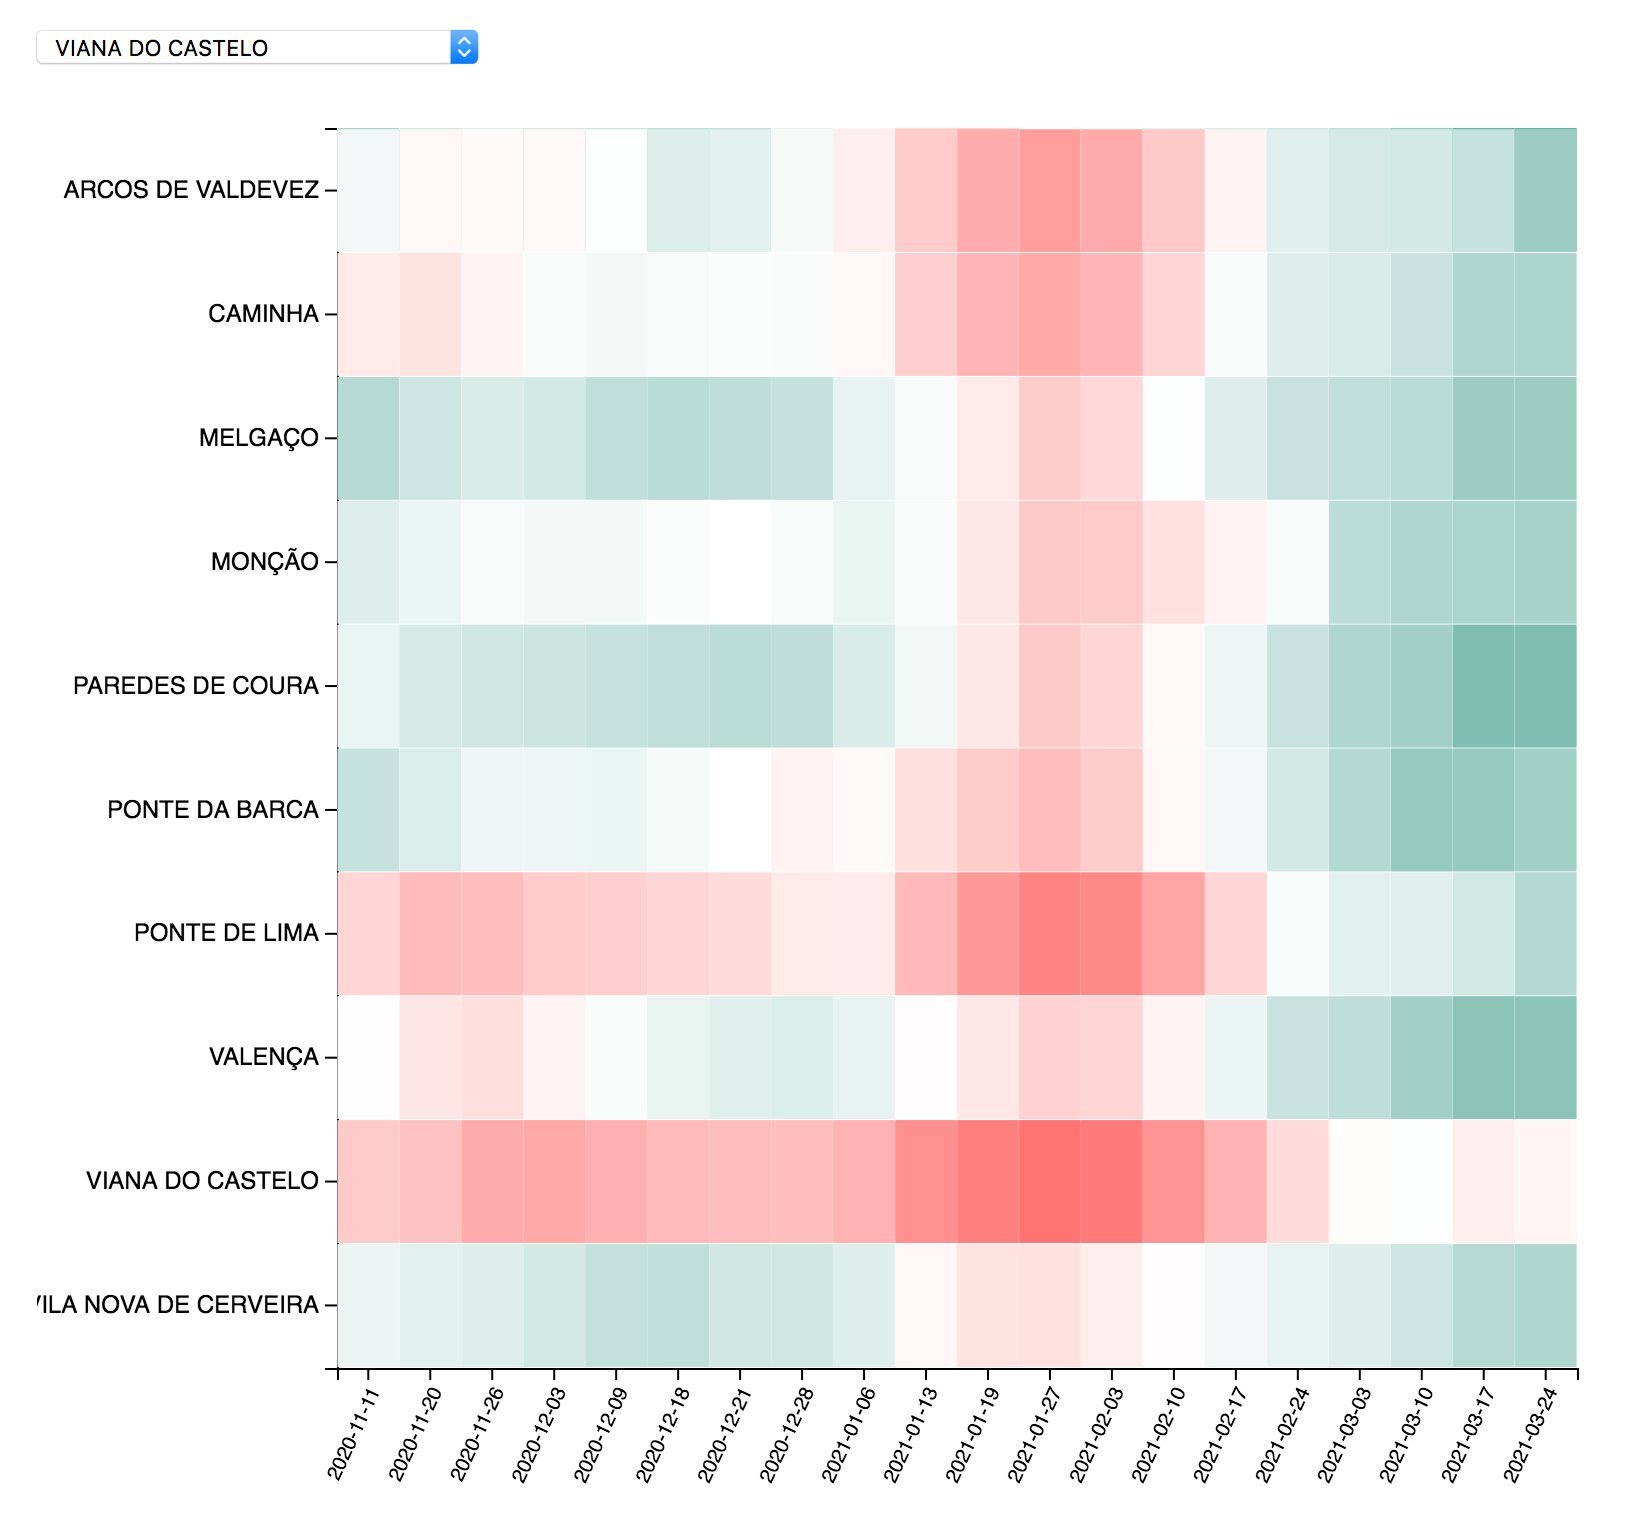 VIANA DO CASTELO
ARCOS DE VALDEVEZ
CAMINHA
MELGAÇO
MONÇÃO
PAREDES DE COURA
PONTE DA BARCA
PONTE DE LIMA
VALENÇA
VIANA DO CASTELO
VILA NOVA DE CERVEIRA
2020-11-11
2020-11-20
2020-11-26
2020-12-03
2020-12-09
2020-12-18
2020-12-21
2020-12-28
2021-01-06
2021-01-13
2021-01-19
2021-01-27
2021-02-03
2021-02-10
2021-02-17
2021-02-24
2021-03-03
2021-03-10
2021-03-17
2021-03-24